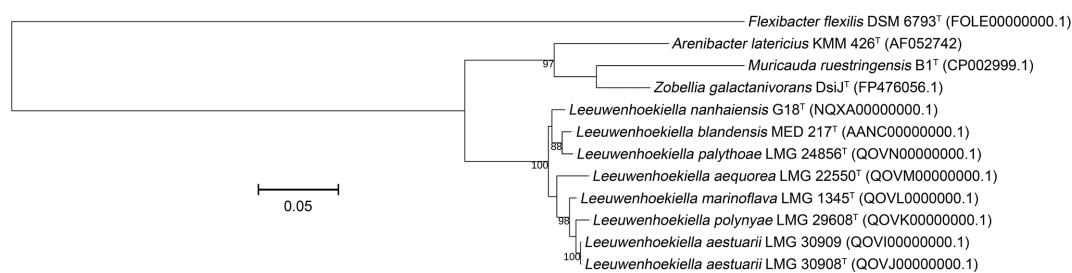 Flexibacter flexilis DSM 6793ᵀ (FOLE00000000.1)
Arenibacter latericius KMM 426ᵀ (AF052742)
97
Muricauda ruestringensis B1ᵀ (CP002999.1)
Zobellia galactanivorans DsiJᵀ (FP476056.1)
Leeuwenhoekiella nanhaiensis G18ᵀ (NQXA00000000.1)
Leeuwenhoekiella blandensis MED 217ᵀ (AANC00000000.1)
88
Leeuwenhoekiella palythoae LMG 24856ᵀ (QOVN00000000.1)
100
Leeuwenhoekiella aequorea LMG 22550ᵀ (QOVM00000000.1)
Leeuwenhoekiella marinoflava LMG 1345ᵀ (QOVL00000000.1)
0.05
98
Leeuwenhoekiella polynyae LMG 29608ᵀ (QOVK00000000.1)
Leeuwenhoekiella aestuarii LMG 30909 (QOVI00000000.1)
100
Leeuwenhoekiella aestuarii LMG 30908ᵀ (QOVJ00000000.1)